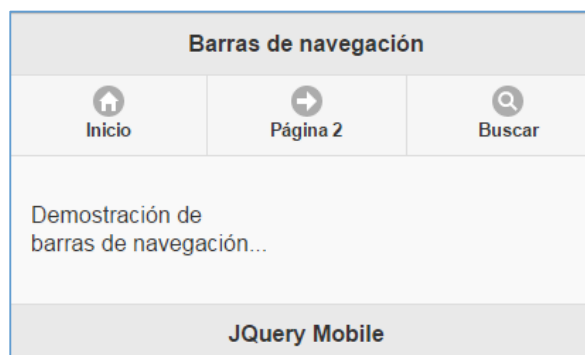 Barras de navegación
Inicio Página 2 Buscar
Demostración de
barras de navegación...
JQuery Mobile